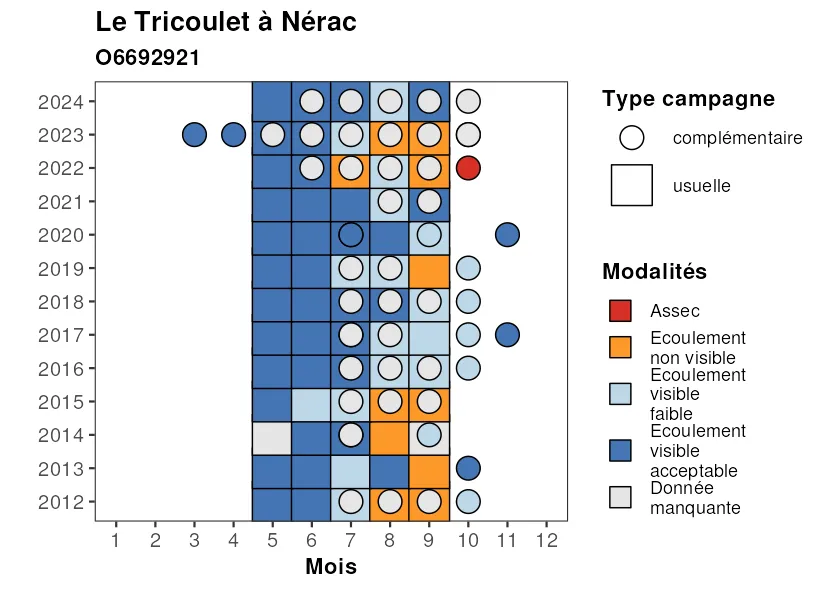 Le Tricoulet à Nérac
O6692921
2024
2023
2022
2021
2020
2019
2018
2017
2016
2015
2014
2013
2012
1 2 3 4 5 6 7 8 9 10 11 12
Mois
Type campagne
complémentaire
usuelle
Modalités
Assec
Ecoulement
non visible
Ecoulement
visible
faible
Ecoulement
visible
acceptable
Donnée
manquante